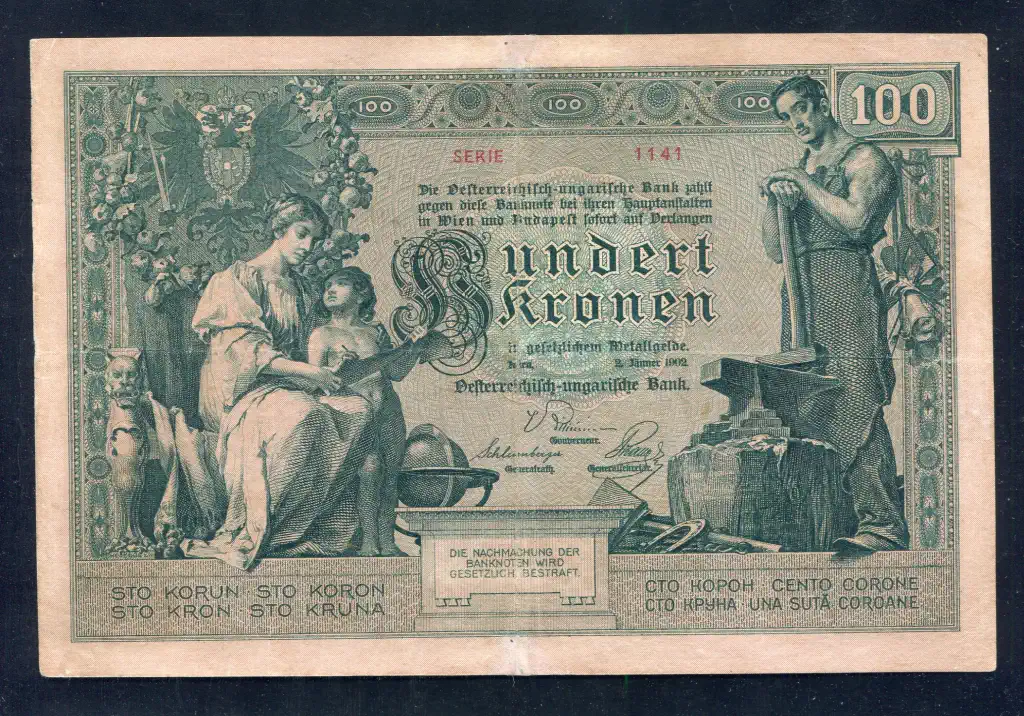 100 100 100 100
SERIE 1141
Die Oesterreichisch-ungarische Bank zahlt
gegen diese Banknote bei ihren Hauptanstalten
in Wien und Budapest sofort auf Verlangen
Hundert
Kronen
in gesetzlichem Metallgelde.
2. Jänner 1902.
Oesterreichisch-ungarische Bank.
Gouverneur.
Schlumberger
Generalrath. Generalsecretär.
DIE NACHMACHUNG DER
BANKNOTEN WIRD
GESETZLICH BESTRAFT.
STO KORUN STO KORON
STO KRON STO KRUNA
СТО КОРОН CENTO CORONE
СТО КРУНА UNA SUTĂ COROANE